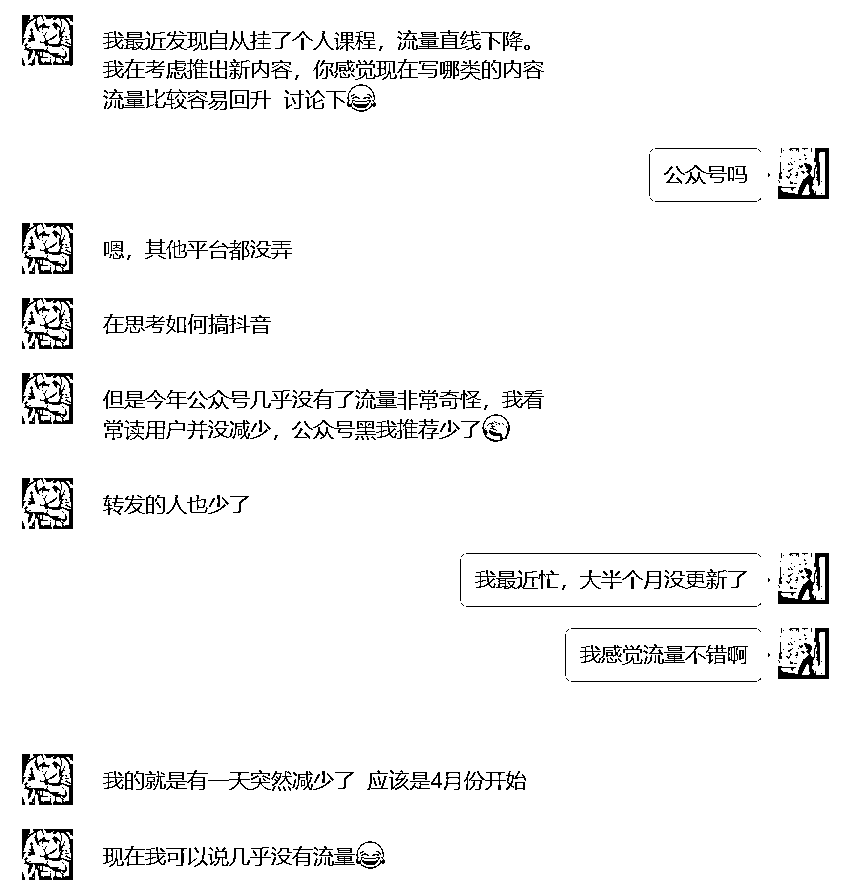 我最近发现自从挂了个人课程，流量直线下降。
我在考虑推出新内容，你感觉现在写哪类的内容
流量比较容易回升 讨论下
公众号吗
嗯，其他平台都没弄
在思考如何搞抖音
但是今年公众号几乎没有了流量非常奇怪，我看
常读用户并没减少，公众号黑我推荐少了
转发的人也少了
我最近忙，大半个月没更新了
我感觉流量不错啊
我的就是有一天突然减少了 应该是4月份开始
现在我可以说几乎没有流量